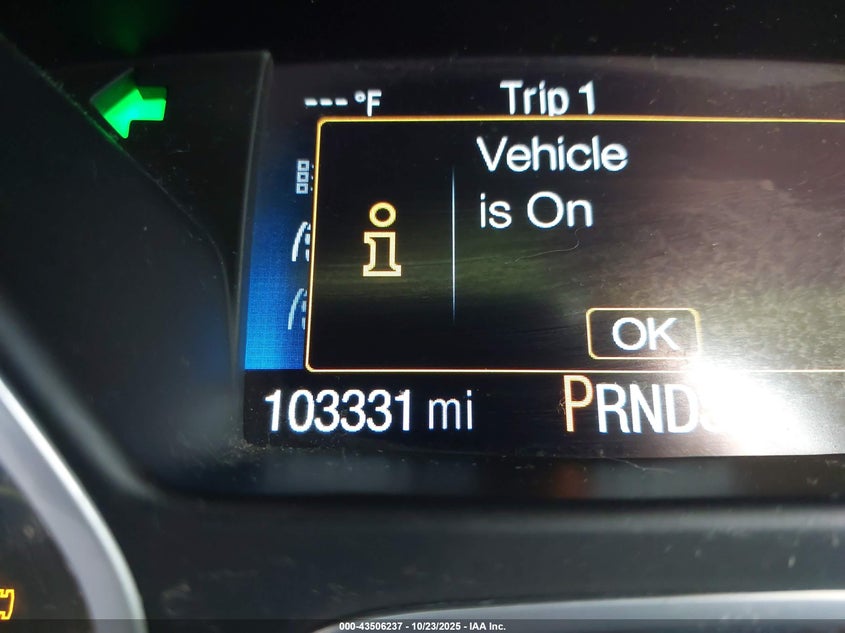 --- °F Trip 1
Vehicle
is On
OK
103331 mi PRND
000-43506237 - 10/23/2025 - IAA Inc.